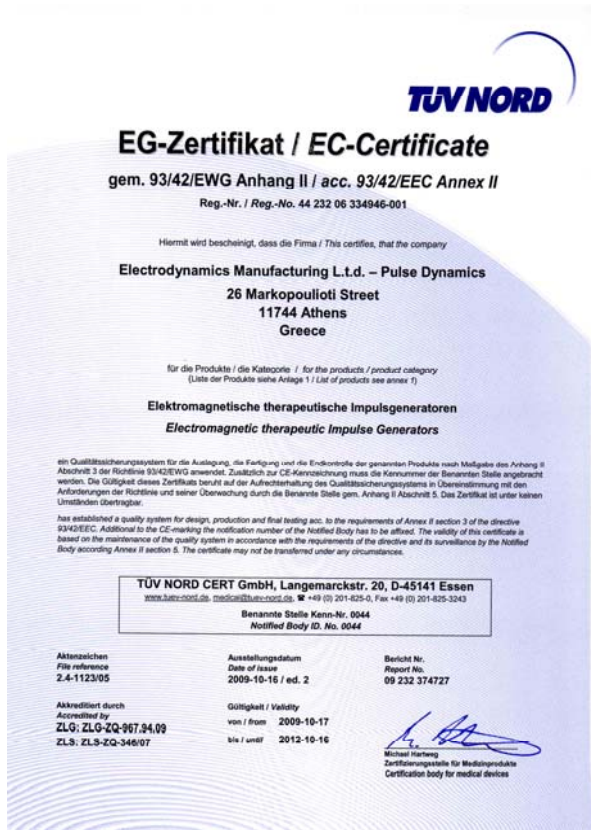 TÜV NORD
EG-Zertifikat / EC-Certificate
gem. 93/42/EWG Anhang II / acc. 93/42/EEC Annex II
Reg.-Nr. / Reg.-No. 44 232 06 334946-001
Hiermit wird bescheinigt, dass die Firma / This certifies, that the company
Electrodynamics Manufacturing L.t.d. – Pulse Dynamics
26 Markopoulioti Street
11744 Athens
Greece
für die Produkte / die Kategorie / for the products / product category
(Liste der Produkte siehe Anlage 1 / List of products see annex 1)
Elektromagnetische therapeutische Impulsgeneratoren
Electromagnetic therapeutic Impulse Generators
ein Qualitätssicherungssystem für die Auslegung, die Fertigung und die Endkontrolle der genannten Produkte nach Maßgabe des Anhang II
Abschnitt 3 der Richtlinie 93/42/EWG anwendet. Zusätzlich zur CE-Kennzeichnung muss die Kennummer der Benannten Stelle angebracht
werden. Die Gültigkeit dieses Zertifikats beruht auf der Aufrechterhaltung des Qualitätssicherungssystems in Übereinstimmung mit den
Anforderungen der Richtlinie und seiner Überwachung durch die Benannte Stelle gem. Anhang II Abschnitt 5. Das Zertifikat ist unter keinen
Umständen übertragbar.
has established a quality system for design, production and final testing acc. to the requirements of Annex II section 3 of the directive
93/42/EEC. Additional to the CE-marking the notification number of the Notified Body has to be affixed. The validity of this certificate is
based on the maintenance of the quality system in accordance with the requirements of the directive and its surveillance by the Notified
Body according Annex II section 5. The certificate may not be transferred under any circumstances.
TÜV NORD CERT GmbH, Langemarckstr. 20, D-45141 Essen
www.tuev-nord.de, medical@tuev-nord.de, ☎ +49 (0) 201-825-0, Fax +49 (0) 201-825-3243
Benannte Stelle Kenn-Nr. 0044
Notified Body ID. No. 0044
Aktenzeichen
File reference
2.4-1123/05
Ausstellungsdatum
Date of issue
2009-10-16 / ed. 2
Bericht Nr.
Report No.
09 232 374727
Akkreditiert durch
Accredited by
ZLG: ZLG-ZQ-967.94.09
ZLS: ZLS-ZQ-346/07
Gültigkeit / Validity
von / from 2009-10-17
bis / until 2012-10-16
Michael Hartweg
Zertifizierungsstelle für Medizinprodukte
Certification body for medical devices